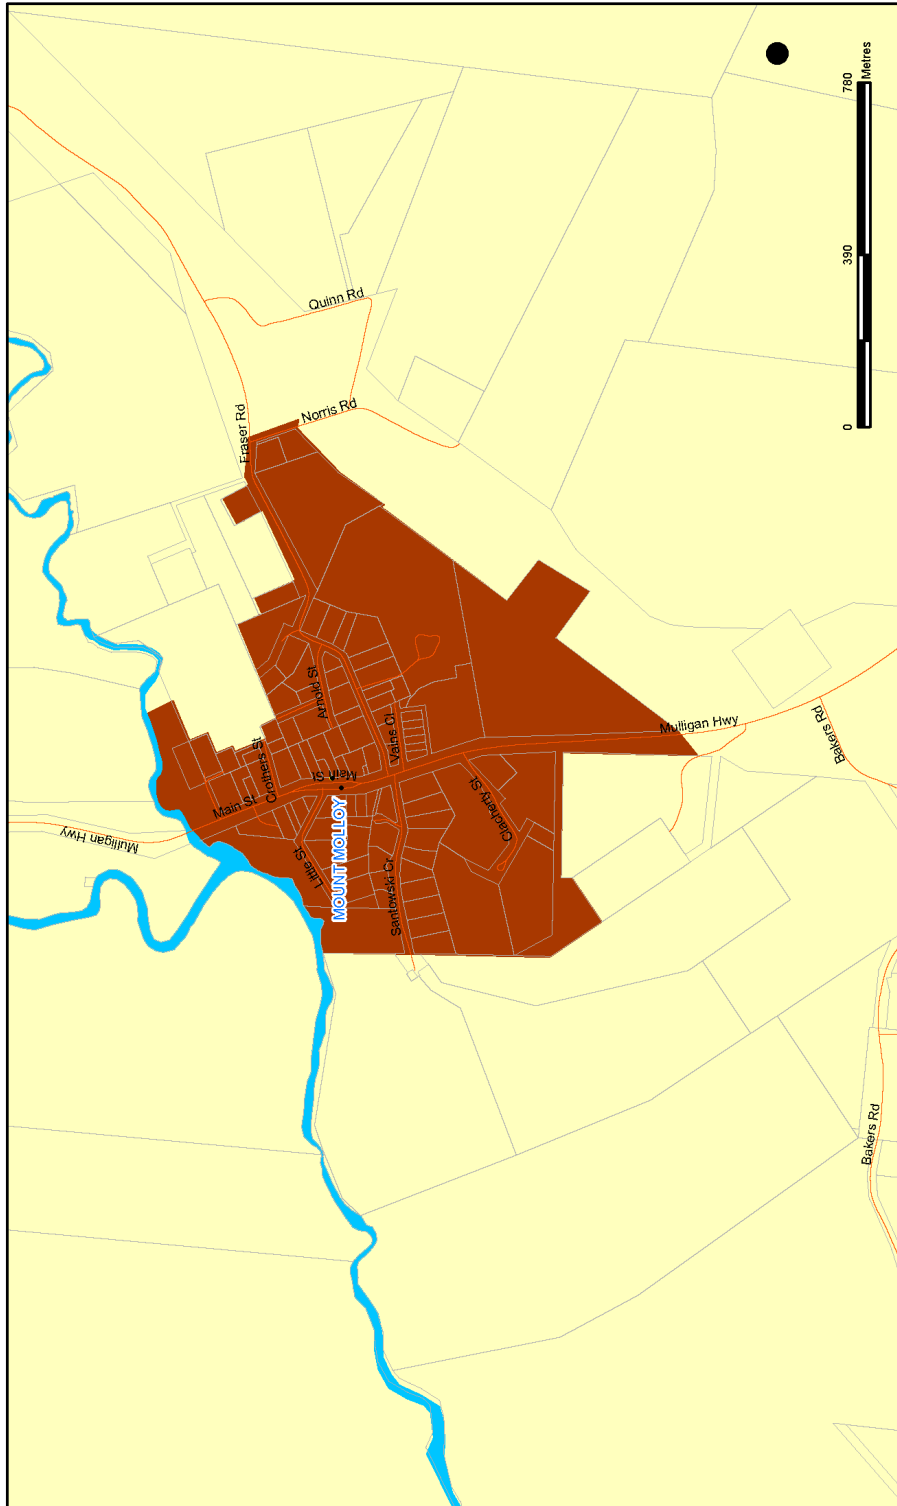 780
Metres
390
0
Quinn Rd
Norris Rd
Fraser Rd
Arnold St
Vains Cl
Crothers St
Main St
Main St
Mulligan Hwy
Bakers Rd
Mulligan Hwy
Little St
MOUNT MOLLOY
Santowski Cr
Clacherty St
Bakers Rd